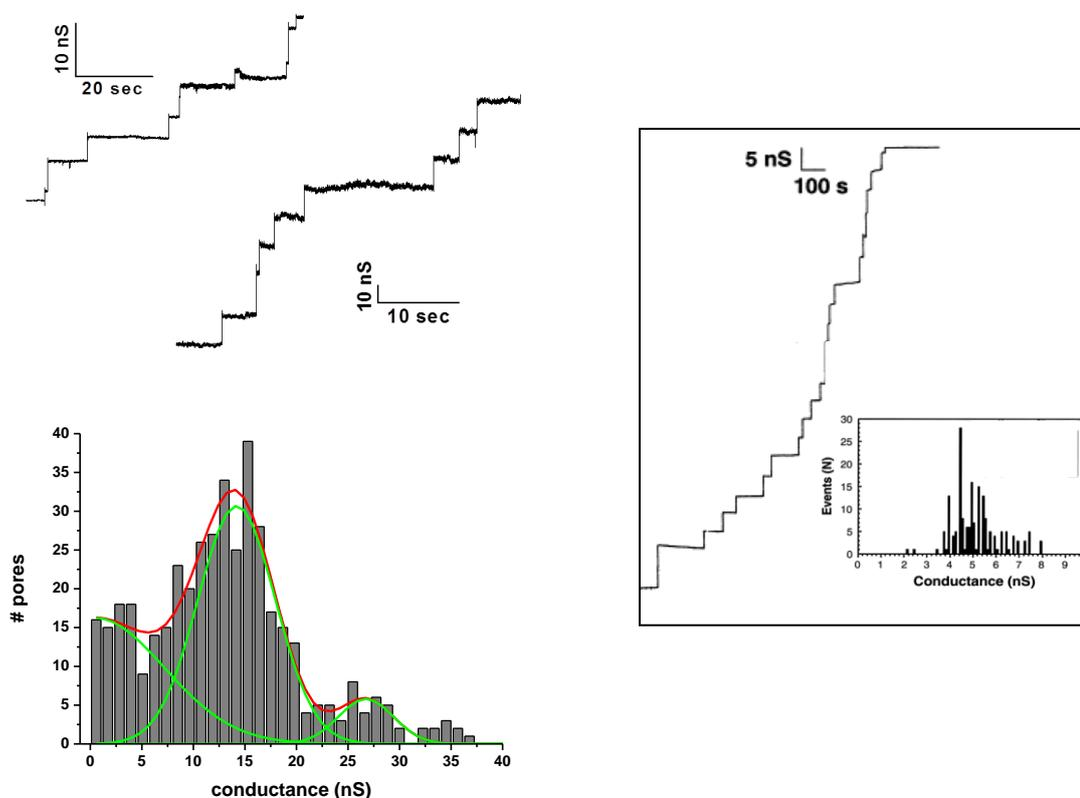 10 nS
20 sec
10 nS
10 sec
5 nS
100 s
40
35
30
25
20
15
10
5
0
# pores
0 5 10 15 20 25 30 35 40
conductance (nS)
30
25
20
15
10
5
0
Events (N)
0 1 2 3 4 5 6 7 8 9
Conductance (nS)